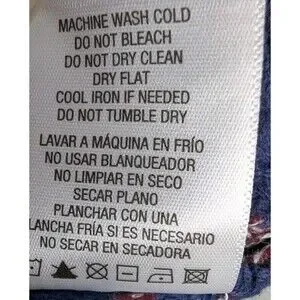 MACHINE WASH COLD
DO NOT BLEACH
DO NOT DRY CLEAN
DRY FLAT
COOL IRON IF NEEDED
DO NOT TUMBLE DRY
LAVAR A MÁQUINA EN FRÍO
NO USAR BLANQUEADOR
NO LIMPIAR EN SECO
SECAR PLANO
PLANCHAR CON UNA
LANCHA FRÍA SI ES NECESARIO
NO SECAR EN SECADORA